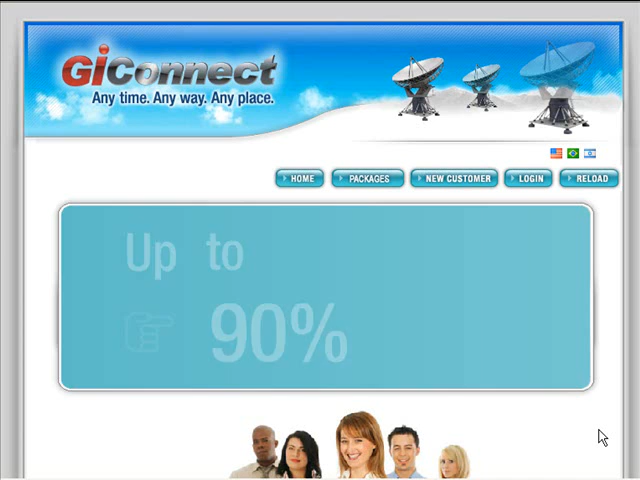 GiConnect
Any time. Any way. Any place.
HOME PACKAGES NEW CUSTOMER LOGIN RELOAD
Up to
90%